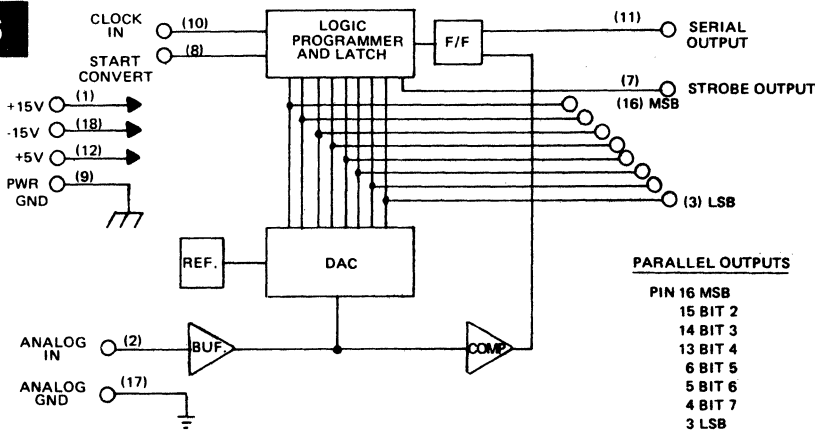 CLOCK IN (10)
START CONVERT (8)
LOGIC
PROGRAMMER
AND LATCH
F/F
(11) SERIAL OUTPUT
(7) STROBE OUTPUT
(16) MSB
(3) LSB
+15V (1)
-15V (18)
+5V (12)
PWR GND (9)
REF.
DAC
ANALOG IN (2)
BUF.
COMP
ANALOG GND (17)
PARALLEL OUTPUTS
PIN 16 MSB
15 BIT 2
14 BIT 3
13 BIT 4
6 BIT 5
5 BIT 6
4 BIT 7
3 LSB